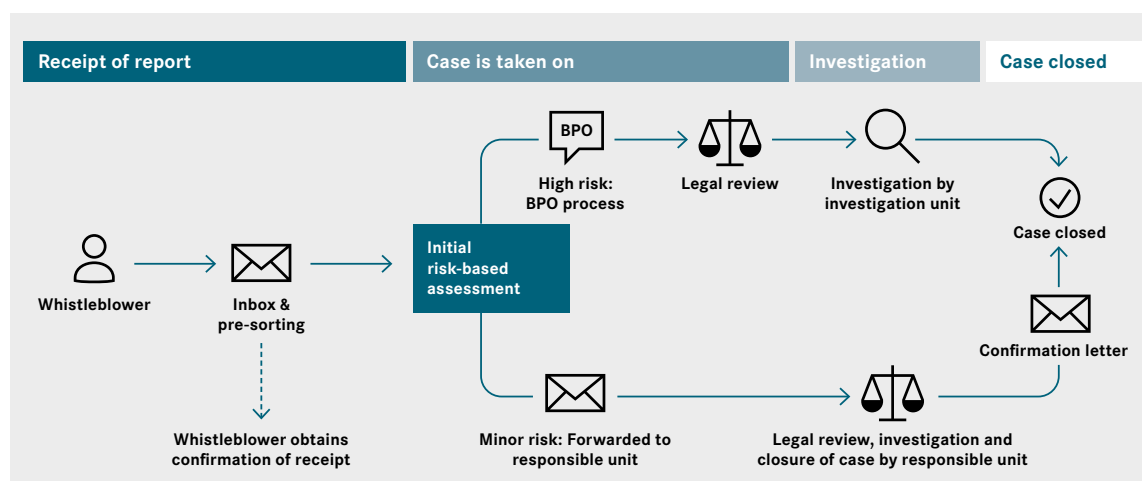 Receipt of report
Case is taken on
Investigation
Case closed
BPO
High risk:
BPO process
Legal review
Investigation by
investigation unit
Case closed
Initial
risk-based
assessment
Whistleblower
Inbox &
pre-sorting
Confirmation letter
Whistleblower obtains
confirmation of receipt
Minor risk: Forwarded to
responsible unit
Legal review, investigation and
closure of case by responsible unit